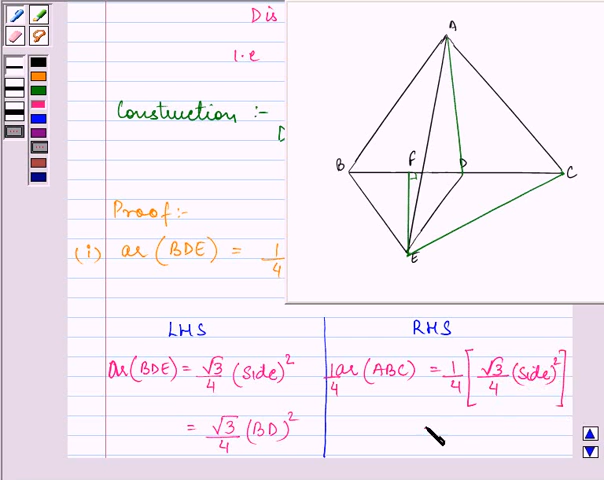 Dis
i.e
Construction :-
D
Proof:-
(i) ar (BDE) = 1/4
A
B F D C
E
LHS RHS
Ar(BDE) = √3/4 (Side)² 1/4 ar (ABC) = 1/4 [√3/4 (Side)²]
= √3/4 (BD)²